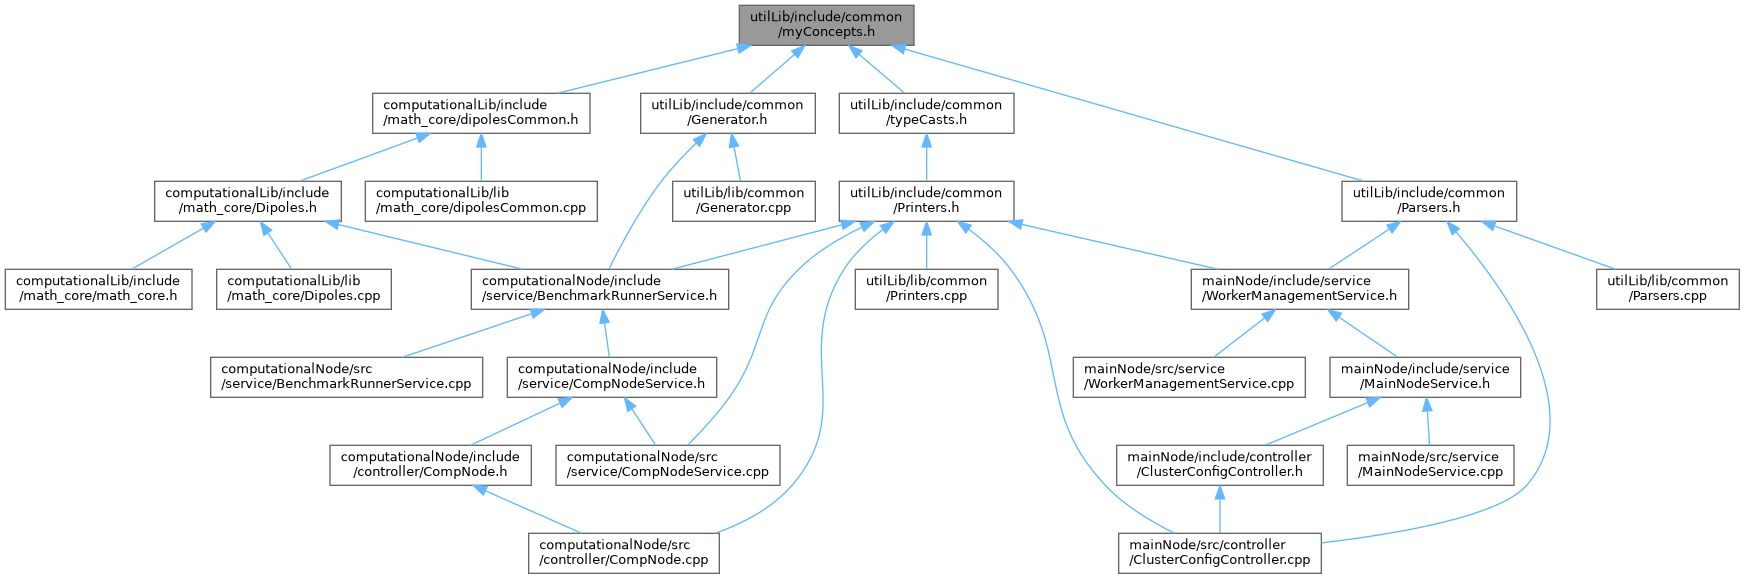 utilLib/include/common
/myConcepts.h
computationalLib/include
/math_core/dipolesCommon.h
utilLib/include/common
/Generator.h
utilLib/include/common
/typeCasts.h
computationalLib/include
/math_core/Dipoles.h
computationalLib/lib
/math_core/dipolesCommon.cpp
utilLib/lib/common
/Generator.cpp
utilLib/include/common
/Printers.h
utilLib/include/common
/Parsers.h
computationalLib/include
/math_core/math_core.h
computationalLib/lib
/math_core/Dipoles.cpp
computationalNode/include
/service/BenchmarkRunnerService.h
utilLib/lib/common
/Printers.cpp
mainNode/include/service
/WorkerManagementService.h
utilLib/lib/common
/Parsers.cpp
computationalNode/src
/service/BenchmarkRunnerService.cpp
computationalNode/include
/service/CompNodeService.h
mainNode/src/service
/WorkerManagementService.cpp
mainNode/include/service
/MainNodeService.h
computationalNode/include
/controller/CompNode.h
computationalNode/src
/service/CompNodeService.cpp
mainNode/include/controller
/ClusterConfigController.h
mainNode/src/service
/MainNodeService.cpp
computationalNode/src
/controller/CompNode.cpp
mainNode/src/controller
/ClusterConfigController.cpp